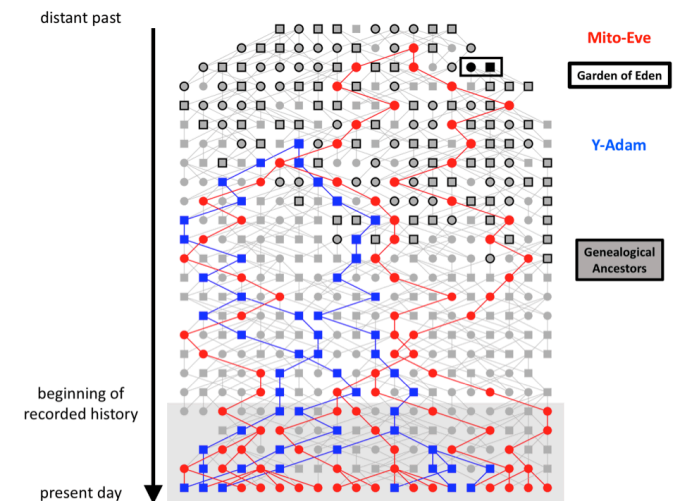 distant past
Mito-Eve
Garden of Eden
Y-Adam
Genealogical
Ancestors
beginning of
recorded history
present day